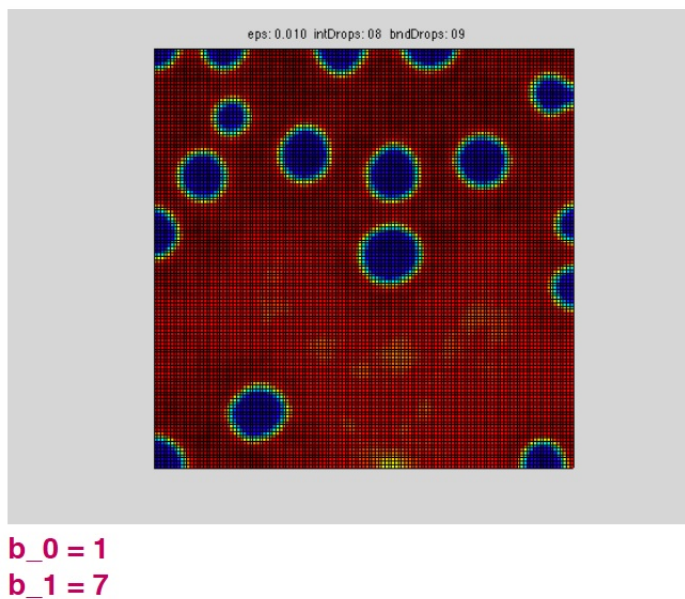 eps: 0.010 intDrops: 08 bndDrops: 09
b_0 = 1
b_1 = 7